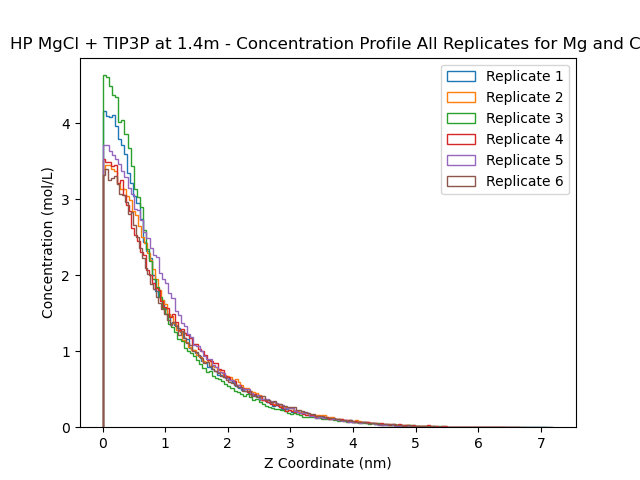 HP MgCl + TIP3P at 1.4m - Concentration Profile All Replicates for Mg and C
Replicate 1
Replicate 2
Replicate 3
Replicate 4
Replicate 5
Replicate 6
Concentration (mol/L)
4
3
2
1
0
0 1 2 3 4 5 6 7
Z Coordinate (nm)